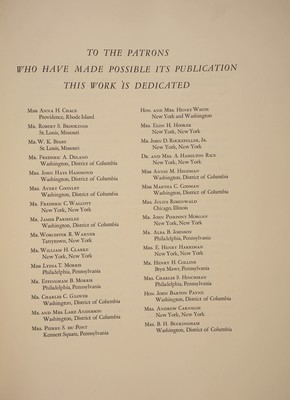 TO THE PATRONS
WHO HAVE MADE POSSIBLE ITS PUBLICATION
THIS WORK IS DEDICATED
Miss Anna H. Chace
Providence, Rhode Island
Mr. Robert S. Brookings
St. Louis, Missouri
Mr. W. K. Bixby
St. Louis, Missouri
Mr. Frederic A. Delano
Washington, District of Columbia
Mrs. John Hays Hammond
Washington, District of Columbia
Mrs. Avery Coonley
Washington, District of Columbia
Mr. Frederic C. Walcott
New York, New York
Mr. James Parmelee
Washington, District of Columbia
Mr. Worcester R. Warner
Tarrytown, New York
Mr. William H. Clarke
New York, New York
Miss Lydia T. Morris
Philadelphia, Pennsylvania
Mr. Effingham B. Morris
Philadelphia, Pennsylvania
Mr. Charles C. Glover
Washington, District of Columbia
Mr. and Mrs. Larz Anderson
Washington, District of Columbia
Mrs. Pierre S. du Pont
Kennett Square, Pennsylvania
Hon. and Mrs. Henry White
New York and Washington
Mrs. Elon H. Hooker
New York, New York
Mr. John D. Rockefeller, Jr.
New York, New York
Dr. and Mrs. A. Hamilton Rice
New York, New York
Miss Annie M. Hegeman
Washington, District of Columbia
Miss Martha C. Codman
Washington, District of Columbia
Mrs. Julius Rosenwald
Chicago, Illinois
Mr. John Pierpont Morgan
New York, New York
Mr. Alba B. Johnson
Philadelphia, Pennsylvania
Mrs. E. Henry Harriman
New York, New York
Mr. Henry H. Collins
Bryn Mawr, Pennsylvania
Mrs. Charles S. Hinchman
Philadelphia, Pennsylvania
Hon. John Barton Payne
Washington, District of Columbia
Mrs. Andrew Carnegie
New York, New York
Mrs. B. H. Buckingham
Washington, District of Columbia